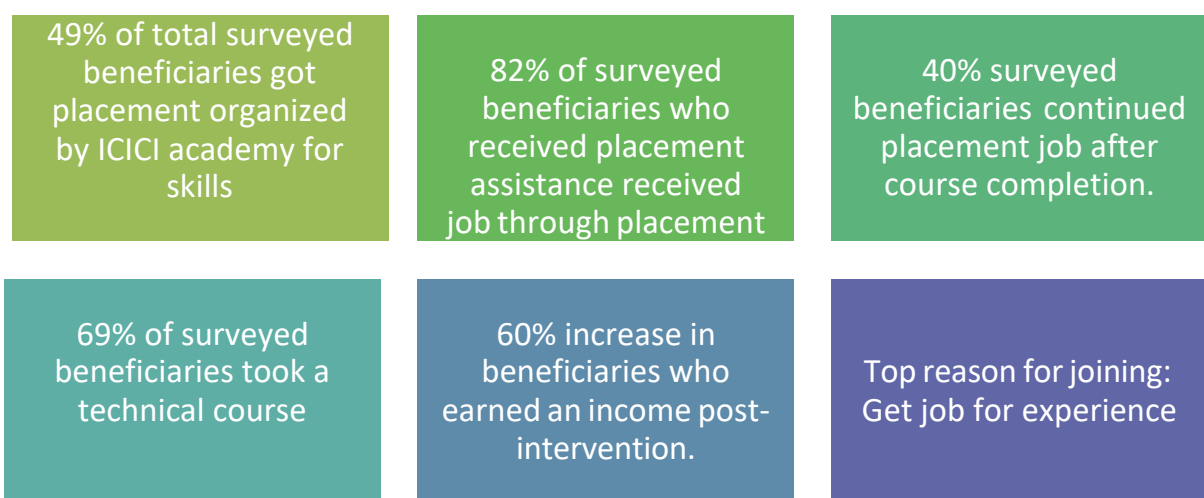 49% of total surveyed
beneficiaries got
placement organized
by ICICI academy for
skills
82% of surveyed
beneficiaries who
received placement
assistance received
job through placement
40% surveyed
beneficiaries continued
placement job after
course completion.
69% of surveyed
beneficiaries took a
technical course
60% increase in
beneficiaries who
earned an income post-
intervention.
Top reason for joining:
Get job for experience